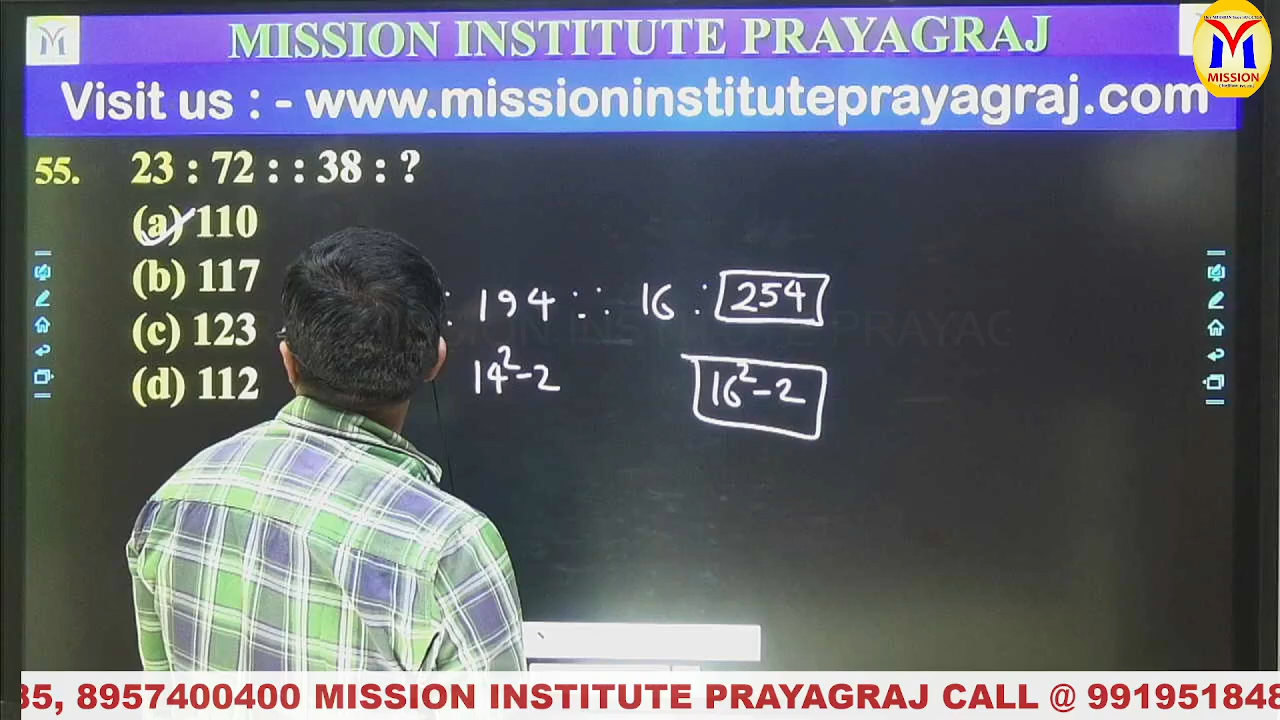 MISSION INSTITUTE PRAYAGRAJ
MISSION
Visit us : - www.missioninstituteprayagraj.com
55. 23 : 72 : : 38 : ?
(a) 110
(b) 117
(c) 123
(d) 112
: 194 : : 16 : 254
14²-2 16²-2
35, 8957400400 MISSION INSTITUTE PRAYAGRAJ CALL @ 991951848